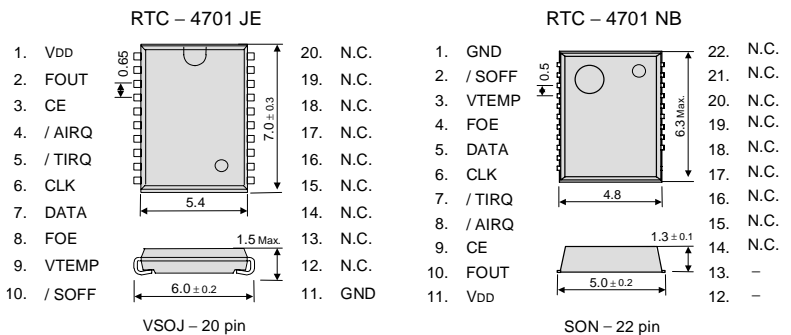 RTC – 4701 JE
1. VDD
2. FOUT
3. CE
4. / AIRQ
5. / TIRQ
6. CLK
7. DATA
8. FOE
9. VTEMP
10. / SOFF
0.65
7.0 ± 0.3
5.4
1.5 Max.
6.0 ± 0.2
20. N.C.
19. N.C.
18. N.C.
17. N.C.
16. N.C.
15. N.C.
14. N.C.
13. N.C.
12. N.C.
11. GND
VSOJ – 20 pin
RTC – 4701 NB
1. GND
2. / SOFF
3. VTEMP
4. FOE
5. DATA
6. CLK
7. / TIRQ
8. / AIRQ
9. CE
10. FOUT
11. VDD
0.5
6.3 Max.
4.8
1.3 ± 0.1
5.0 ± 0.2
22. N.C.
21. N.C.
20. N.C.
19. N.C.
18. N.C.
17. N.C.
16. N.C.
15. N.C.
14. N.C.
13. –
12. –
SON – 22 pin